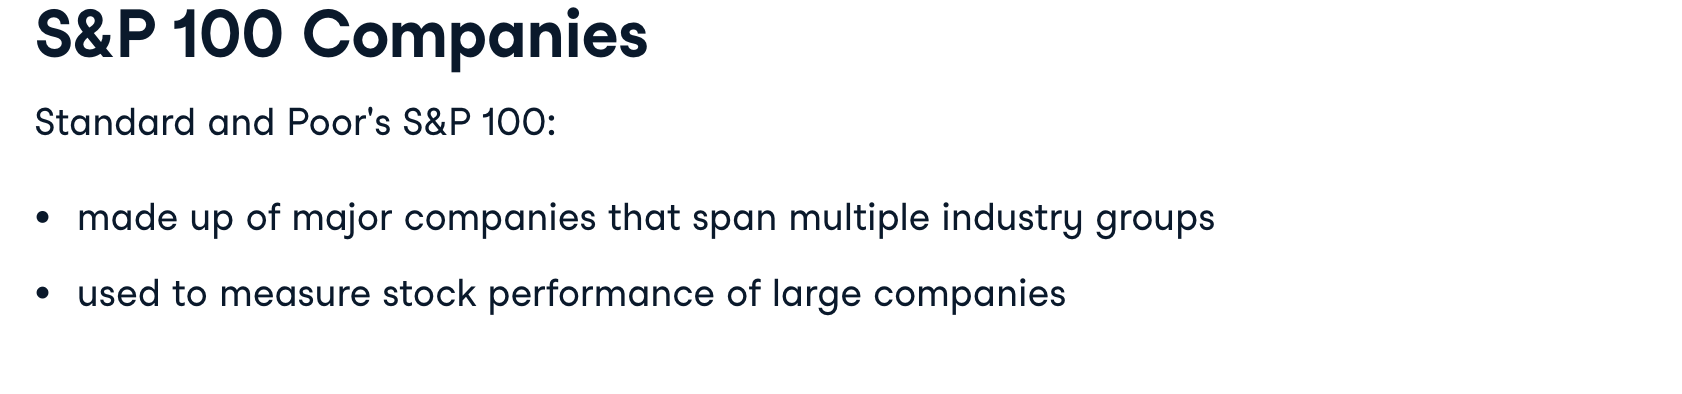 S&P 100 Companies
Standard and Poor's S&P 100:
• made up of major companies that span multiple industry groups
• used to measure stock performance of large companies